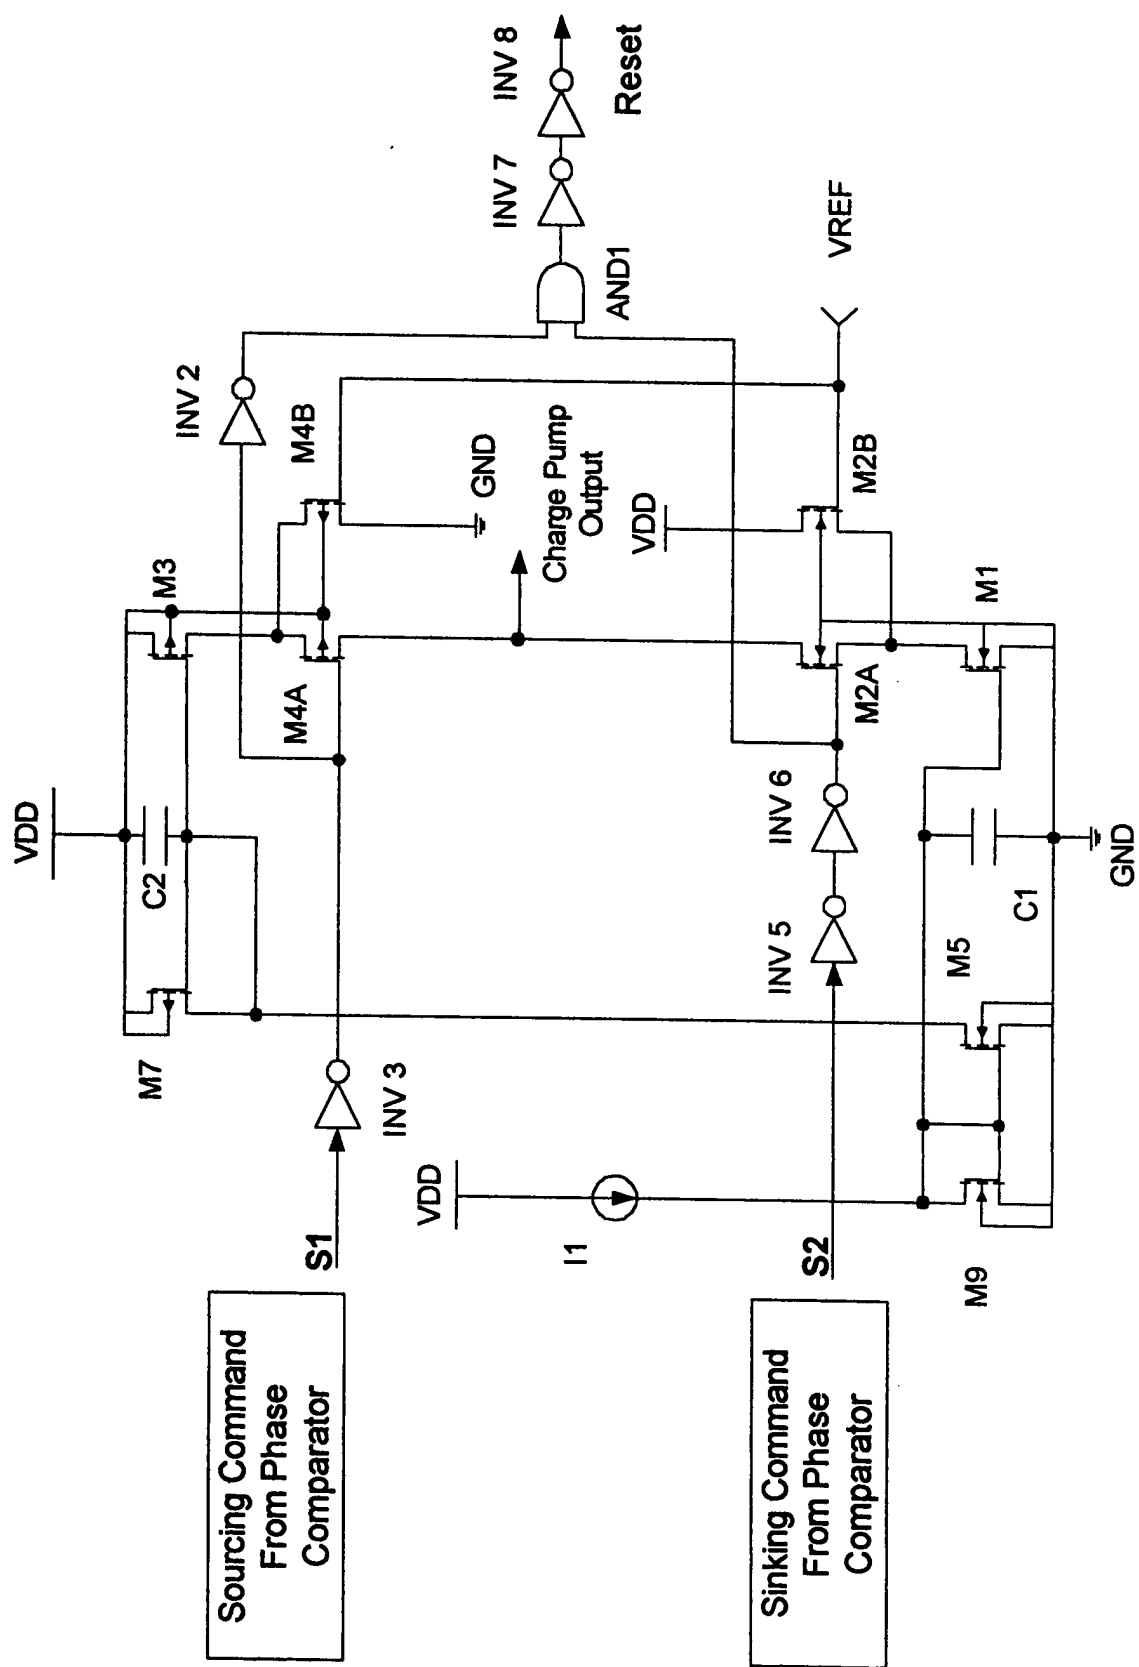 Sourcing Command
From Phase
Comparator
S1
INV 3
M7
VDD
C2
M3
M4A
M4B
INV 2
GND
Charge Pump
Output
AND1
INV 7
INV 8
Reset
Sinking Command
From Phase
Comparator
S2
VDD
I1
INV 5
INV 6
M2A
VDD
M2B
VREF
M9
M5
C1
M1
GND